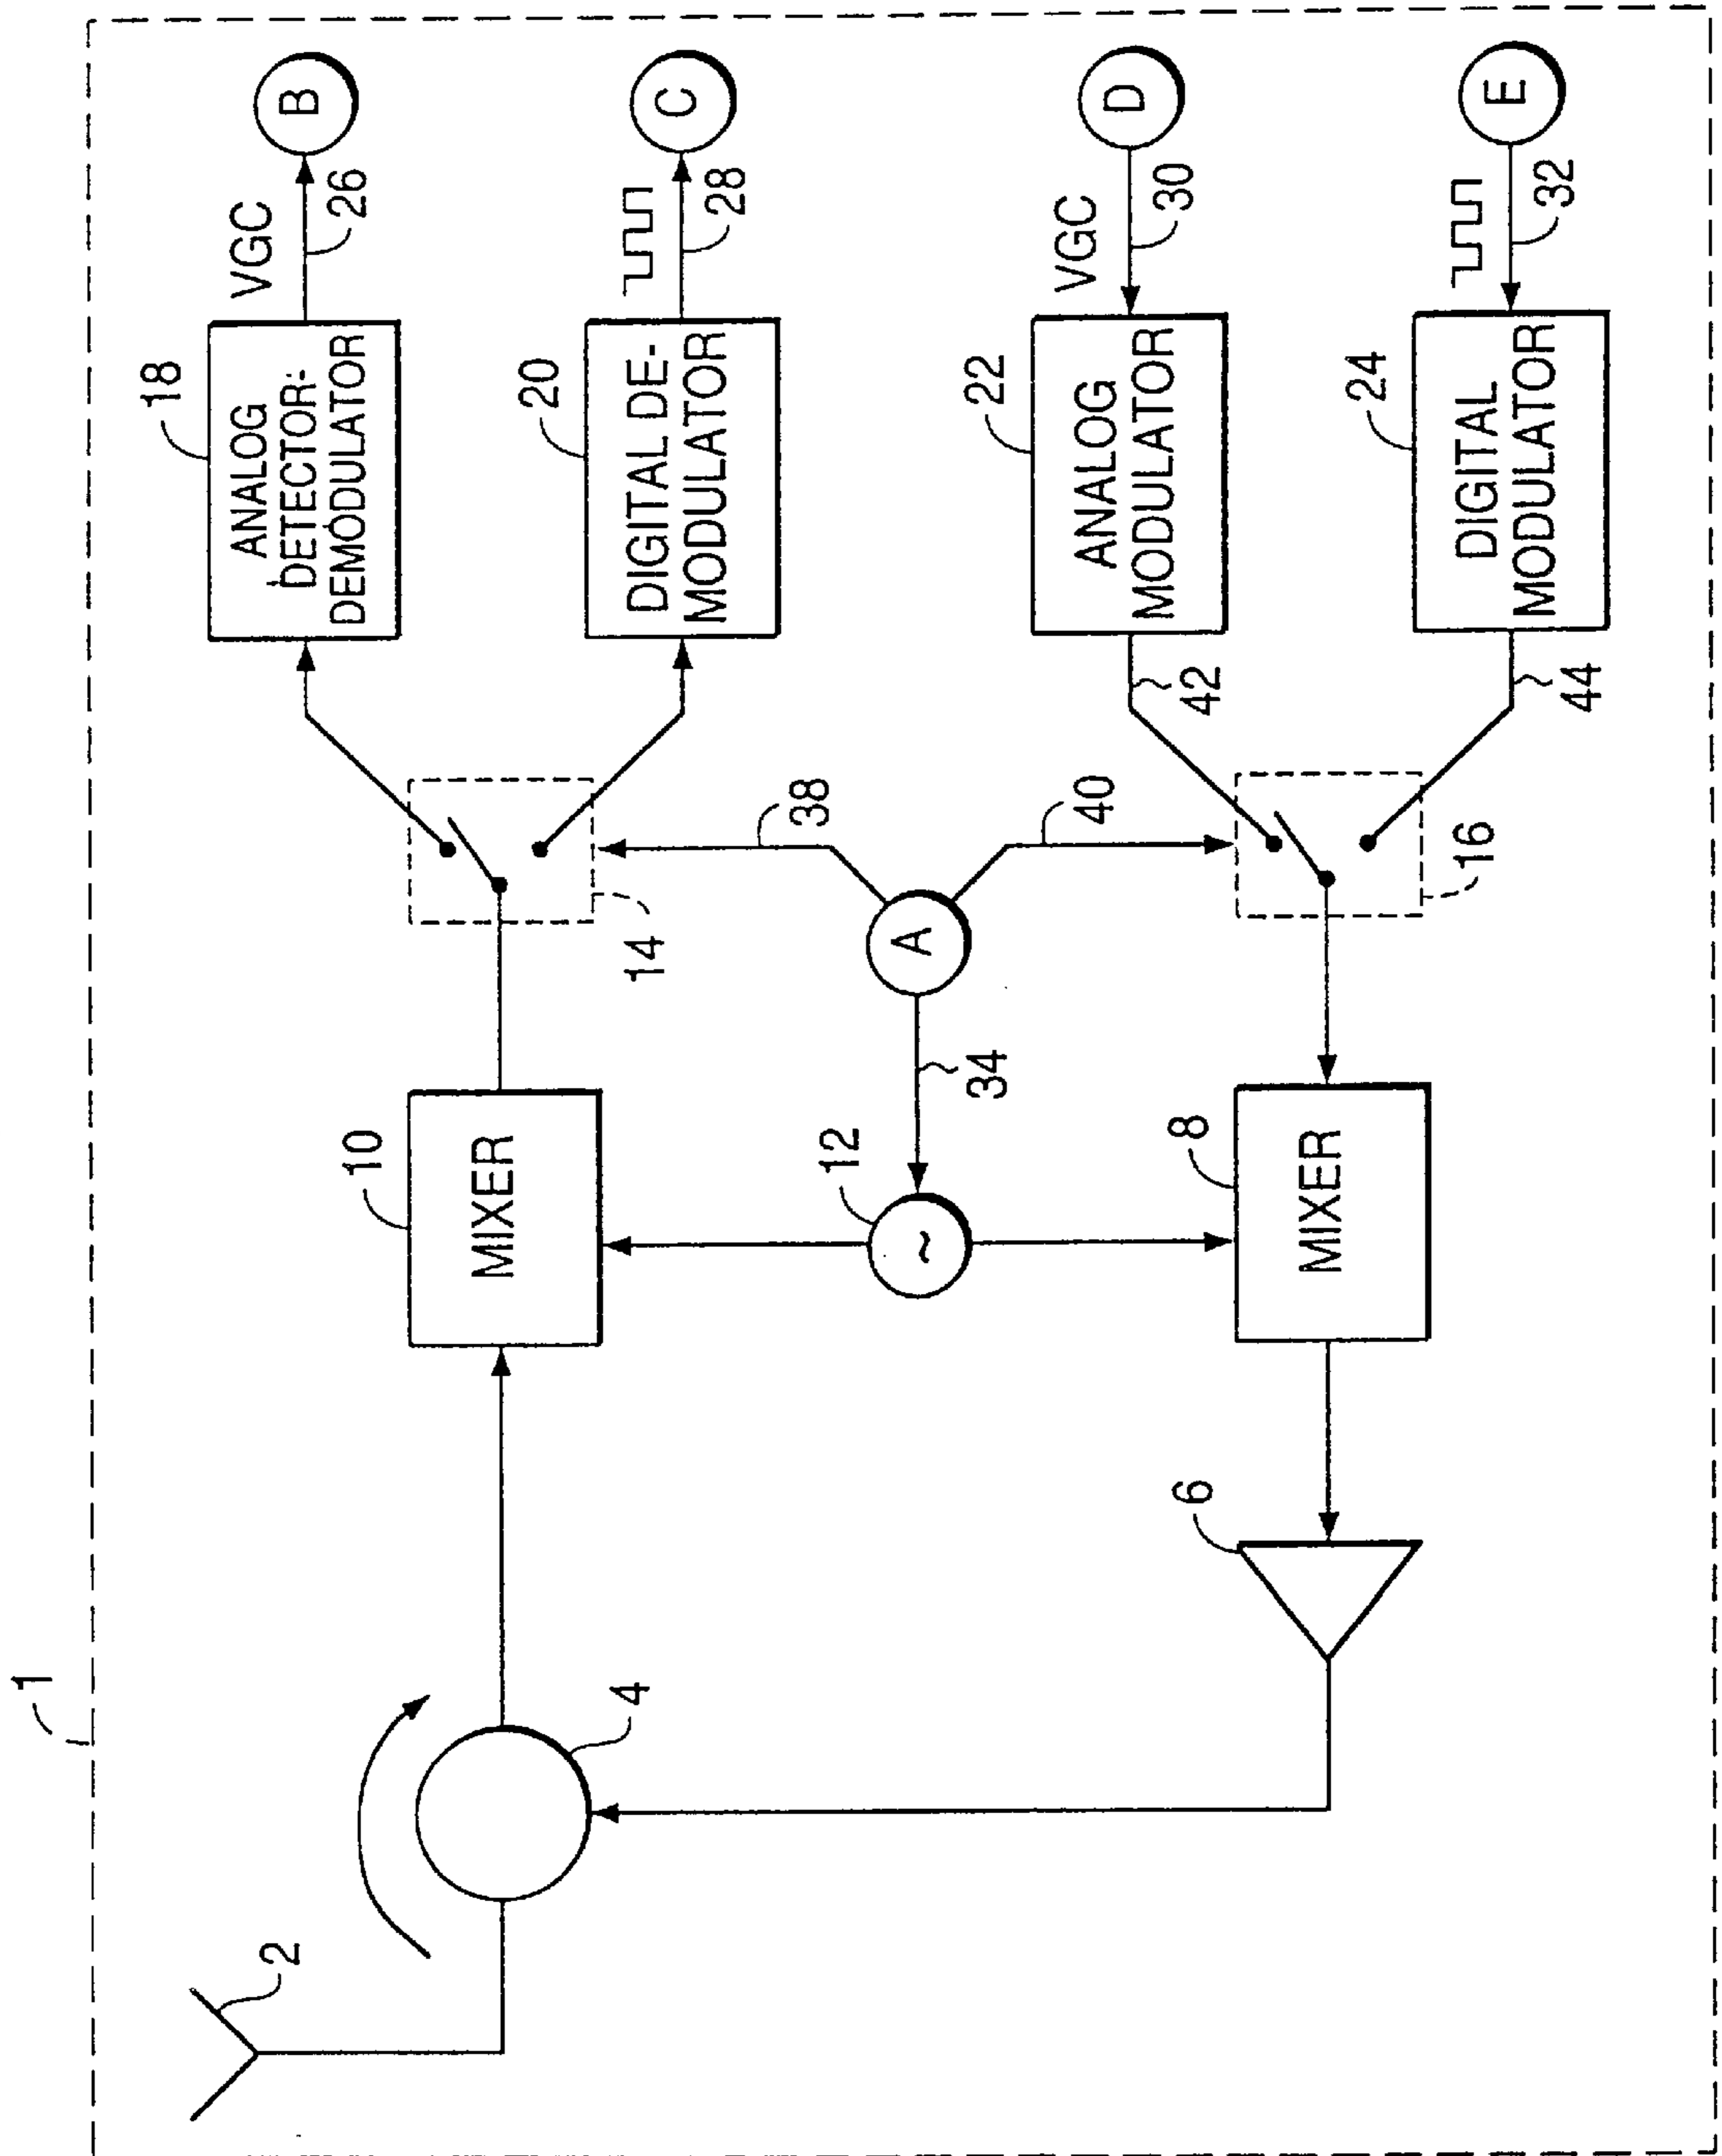 1
2
4
6
10
MIXER
12
~
8
MIXER
34
A
38
40
14
16
18
ANALOG
DETECTOR-
DEMODULATOR
20
DIGITAL DE-
MODULATOR
22
ANALOG
MODULATOR
24
DIGITAL
MODULATOR
42
44
VGC
26
B
28
C
VGC
30
D
32
E